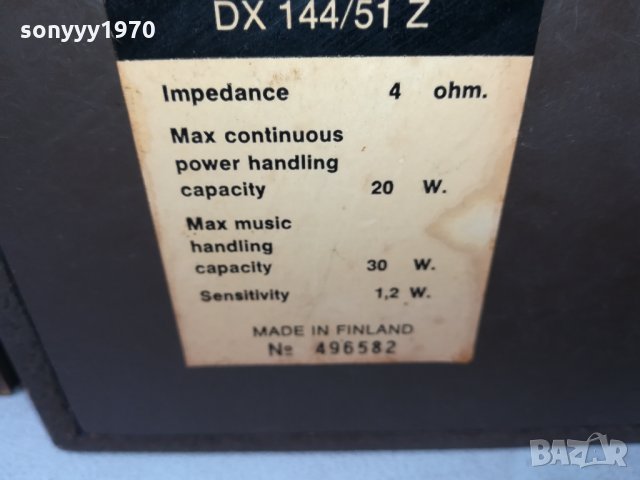 sonyyy1970
DX 144/51 Z
Impedance 4 ohm.
Max continuous
power handling
capacity 20 W.
Max music
handling
capacity 30 W.
Sensitivity 1,2 W.
MADE IN FINLAND
№ 496582
BAZAR